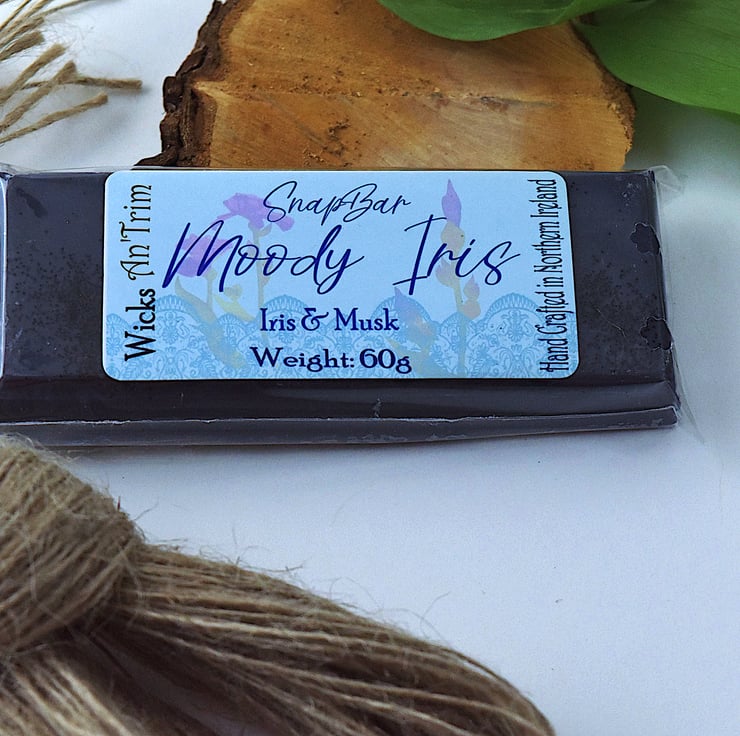 Wicks An'Trim
SnapBar
Moody Iris
Iris & Musk
Weight: 60g
Hand Crafted in Northern Ireland